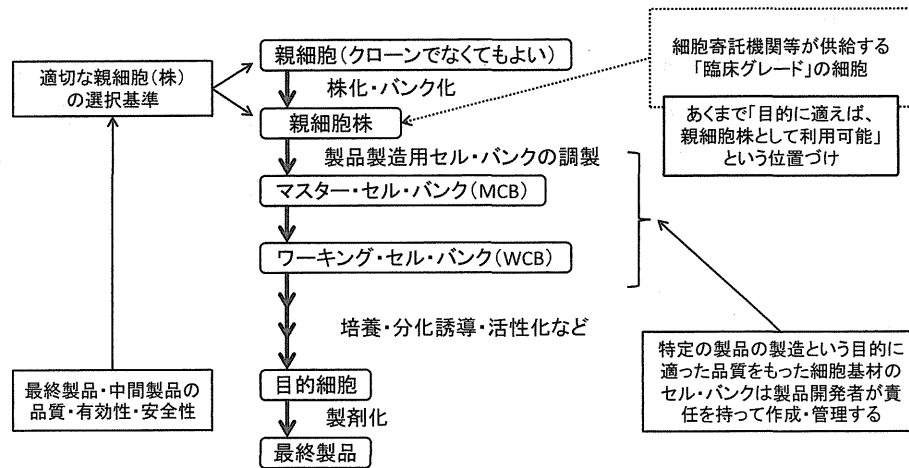 親細胞(クローンでなくてもよい)
株化・バンク化
適切な親細胞(株)
の選択基準
細胞寄託機関等が供給する
「臨床グレード」の細胞
親細胞株
あくまで「目的に適えば、
親細胞株として利用可能」
という位置づけ
製品製造用セル・バンクの調製
マスター・セル・バンク(MCB)
ワーキング・セル・バンク(WCB)
培養・分化誘導・活性化など
特定の製品の製造という目的に
適った品質をもった細胞基材の
セル・バンクは製品開発者が責
任を持って作成・管理する
最終製品・中間製品の
品質・有効性・安全性
目的細胞
製剤化
最終製品